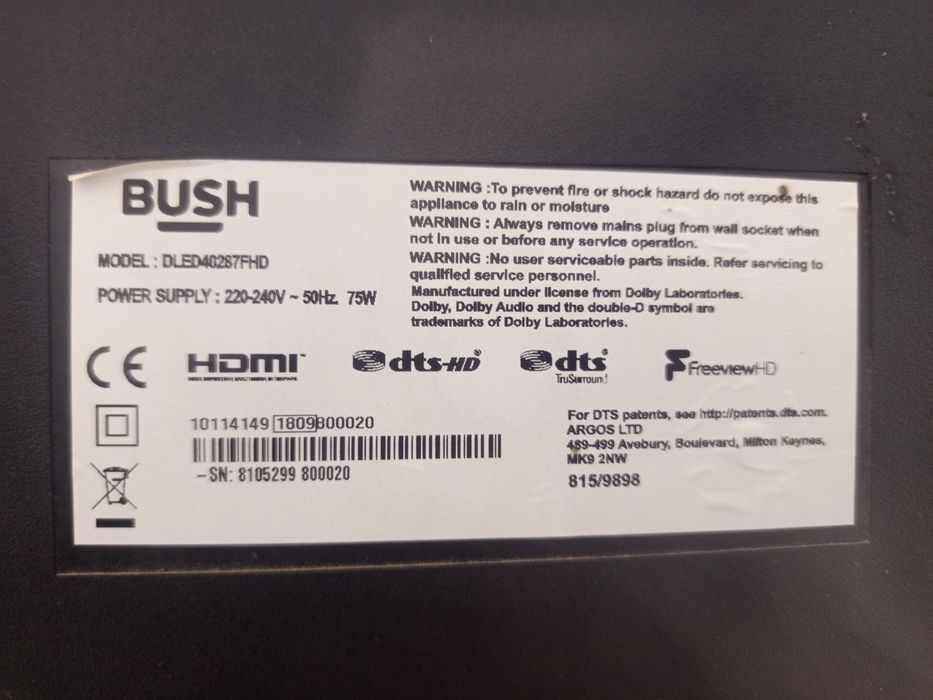 BUSH
MODEL : DLED40287FHD
POWER SUPPLY : 220-240V ~ 50Hz. 75W
WARNING :To prevent fire or shock hazard do not expose this
appliance to rain or moisture
WARNING : Always remove mains plug from wall socket when
not in use or before any service operation.
WARNING :No user serviceable parts inside. Refer servicing to
qualified service personnel.
Manufactured under license from Dolby Laboratories.
Dolby, Dolby Audio and the double-D symbol are
trademarks of Dolby Laboratories.
CE
HDMI™
HIGH-DEFINITION MULTIMEDIA INTERFACE
dts-HD®
dts®
TruSurround
FreeviewHD
10114149 1809800020
SN: 8105299 800020
For DTS patents, see http://patents.dts.com.
ARGOS LTD
489-499 Avebury, Boulevard, Milton Keynes,
MK9 2NW
815/9898